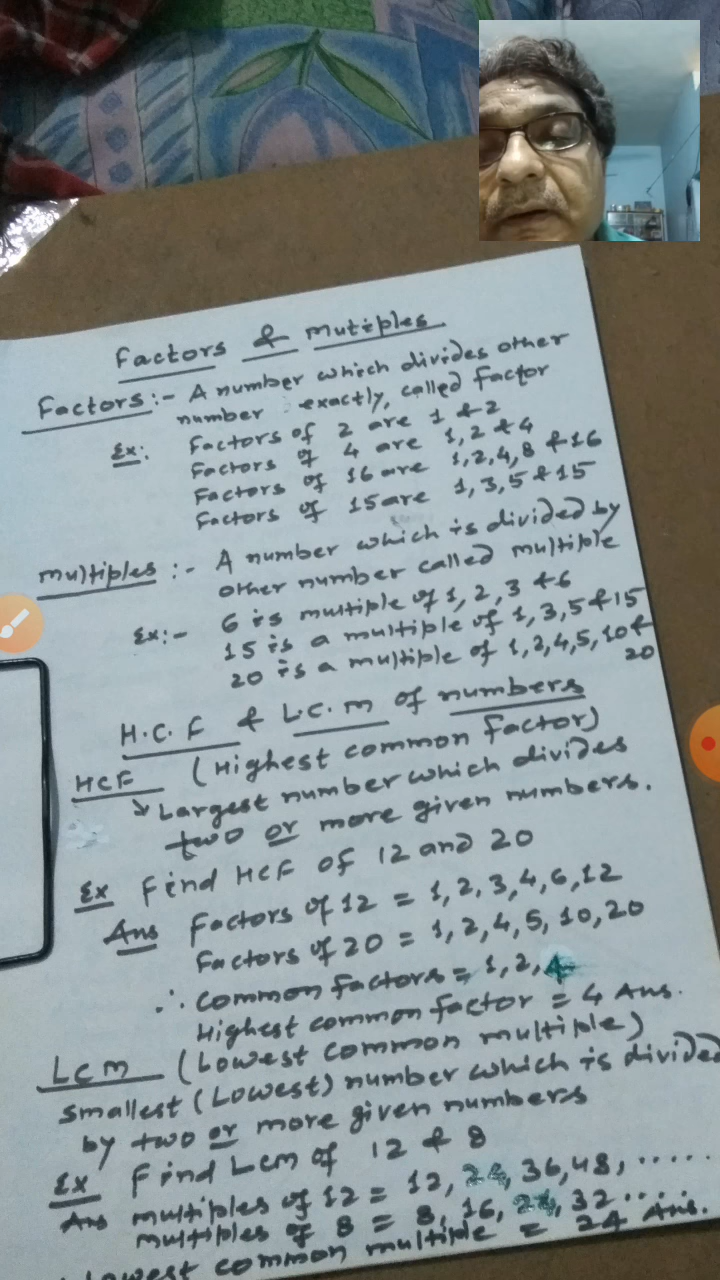 Factors & Mutiples
Factors :- A number which divides other
number exactly, called factor
Ex: Factors of 2 are 1 & 2
Factors of 4 are 1, 2 & 4
Factors of 16 are 1, 2, 4, 8 & 16
Factors of 15 are 1, 3, 5 & 15
Multiples :- A number which is divided by
other number called multiple
Ex:- 6 is multiple of 1, 2, 3 & 6
15 is a multiple of 1, 3, 5 & 15
20 is a multiple of 1, 2, 4, 5, 10 &
20
H.C.F & L.C.M of numbers
HCF (Highest common factor)
↳ Largest number which divides
two or more given numbers.
Ex Find HCF of 12 and 20
Ans Factors of 12 = 1, 2, 3, 4, 6, 12
Factors of 20 = 1, 2, 4, 5, 10, 20
∴ common factors = 1, 2, 4
Highest common factor = 4 Ans.
LCM (Lowest common multiple)
smallest (Lowest) number which is divided
by two or more given numbers
Ex Find Lcm of 12 & 8
Ans multiples of 12 = 12, 24, 36, 48, .....
multiples of 8 = 8, 16, 24, 32 .....
Lowest common multiple = 24 Ans.